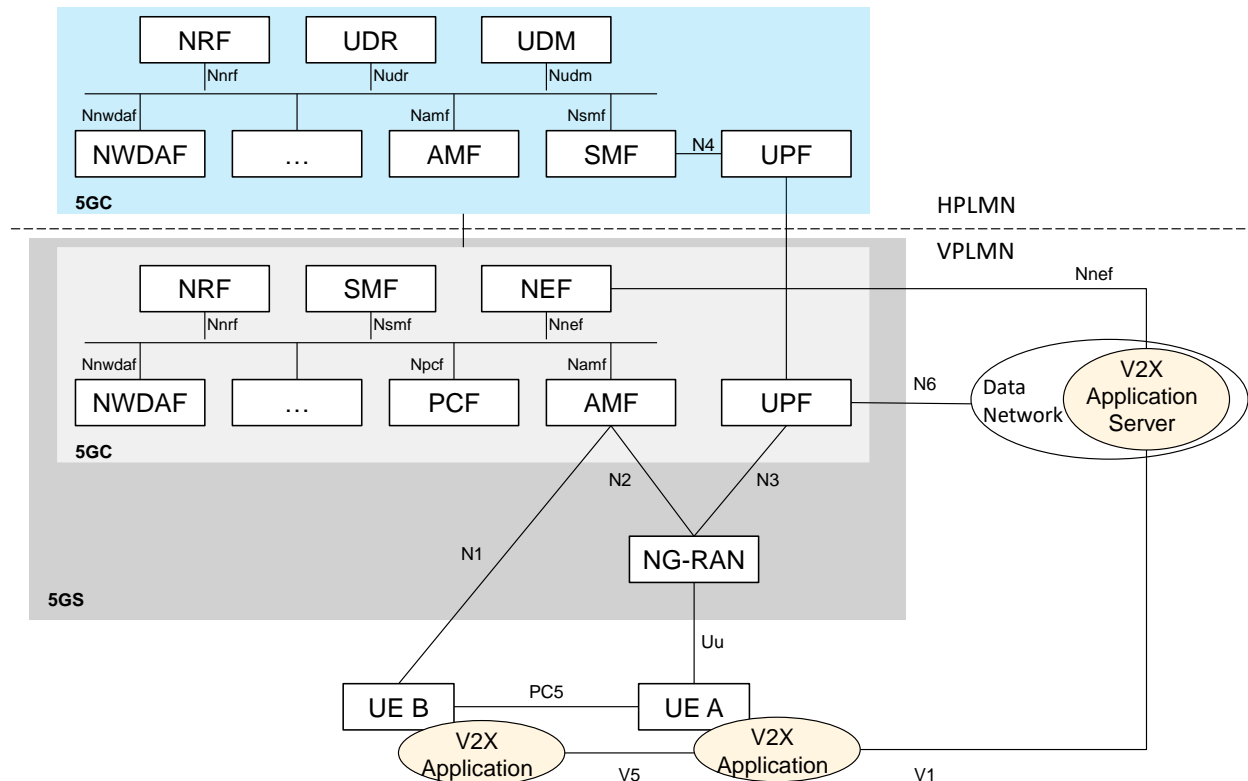 NRF
UDR
UDM
Nnrf
Nudr
Nudm
Nnwdaf
Namf
Nsmf
NWDAF
…
AMF
SMF
N4
UPF
5GC
HPLMN
VPLMN
NRF
SMF
NEF
Nnef
Nnrf
Nsmf
Nnef
Nnwdaf
Npcf
Namf
NWDAF
…
PCF
AMF
UPF
N6
Data
Network
V2X
Application
Server
5GC
N2
N3
N1
NG-RAN
5GS
Uu
UE B
PC5
UE A
V2X
Application
V5
V2X
Application
V1